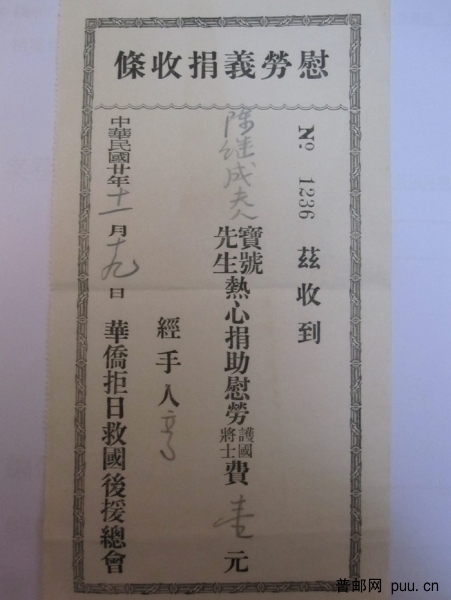 慰勞義捐收條
Nº 1236 茲收到
陳继成夫人 寶號先生熱心捐助慰勞護國將士費壹元
經手人
中華民國廿年十一月十九日
華僑拒日救國後援總會
普邮网 puu.cn